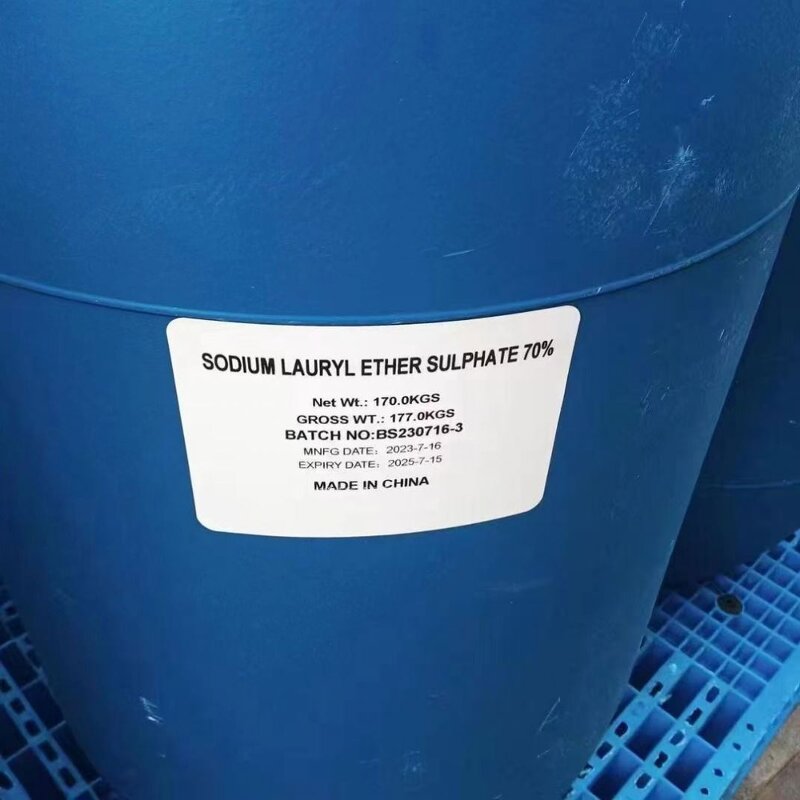 SODIUM LAURYL ETHER SULPHATE 70%
Net Wt.: 170.0KGS
GROSS WT.: 177.0KGS
BATCH NO:BS230716-3
MNFG DATE: 2023-7-16
EXPIRY DATE: 2025-7-15
MADE IN CHINA